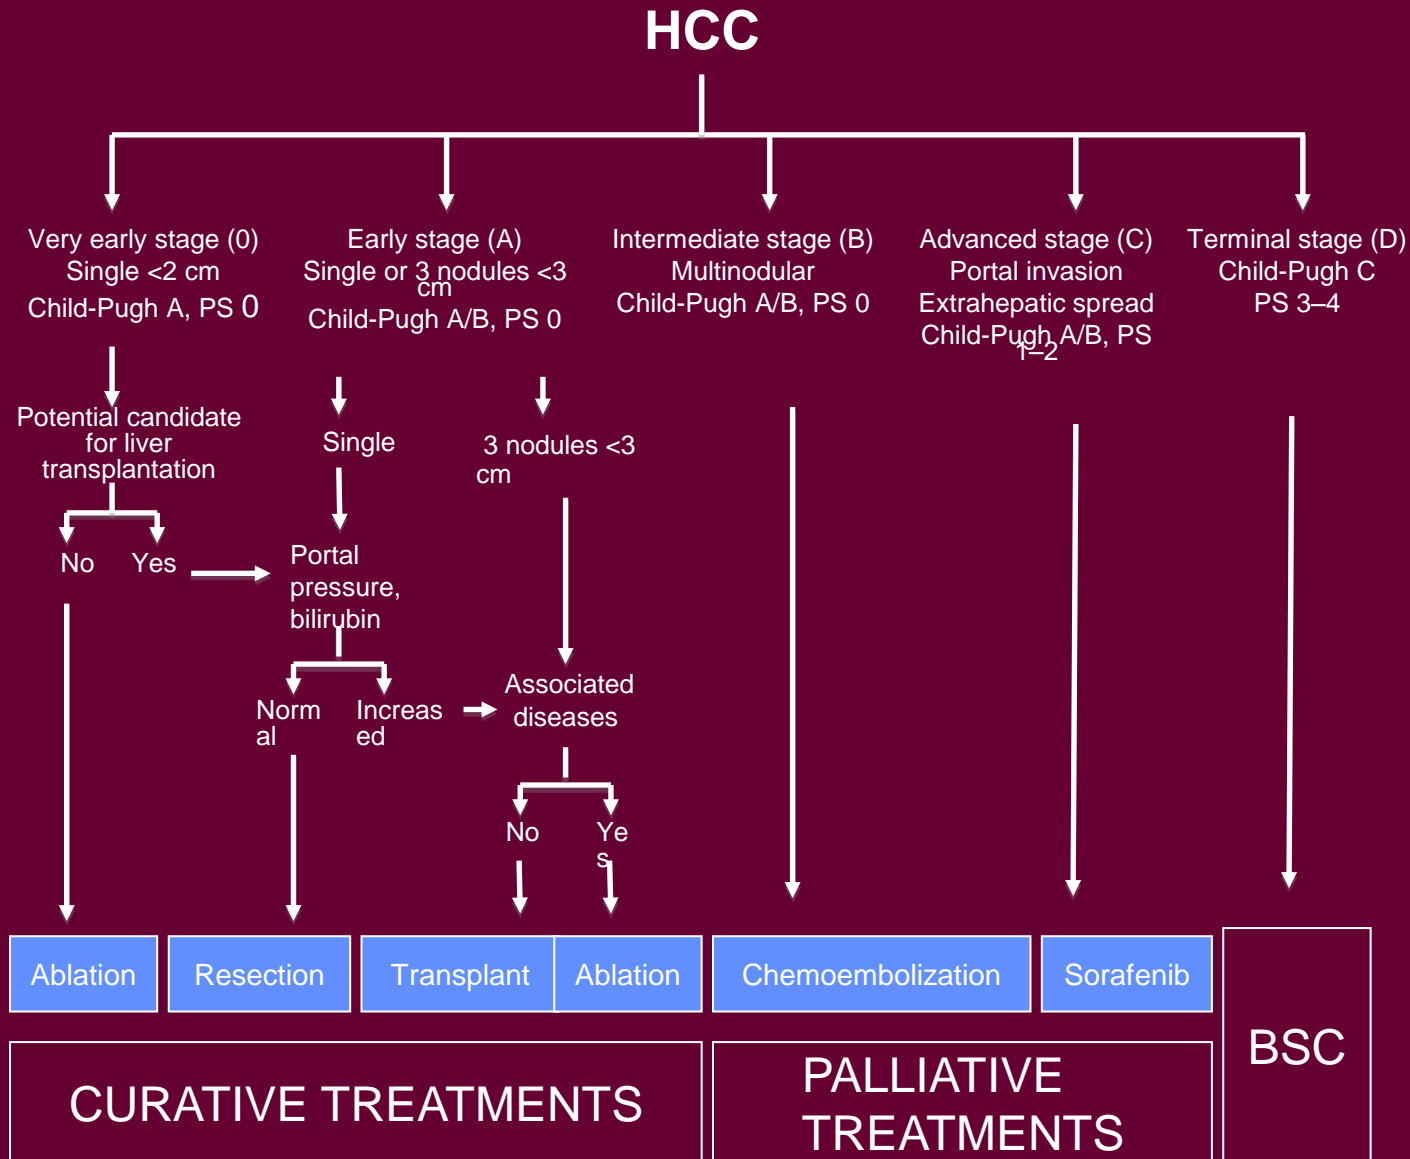 HCC
Very early stage (0)
Single <2 cm
Child-Pugh A, PS 0
Early stage (A)
Single or 3 nodules <3
cm
Child-Pugh A/B, PS 0
Intermediate stage (B)
Multinodular
Child-Pugh A/B, PS 0
Advanced stage (C)
Portal invasion
Extrahepatic spread
Child-Pugh A/B, PS
1–2
Terminal stage (D)
Child-Pugh C
PS 3–4
Potential candidate
for liver
transplantation
Single
3 nodules <3
cm
No
Yes
Portal
pressure,
bilirubin
Norm
al
Increas
ed
Associated
diseases
No
Ye
s
Ablation
Resection
Transplant
Ablation
Chemoembolization
Sorafenib
BSC
CURATIVE TREATMENTS
PALLIATIVE
TREATMENTS